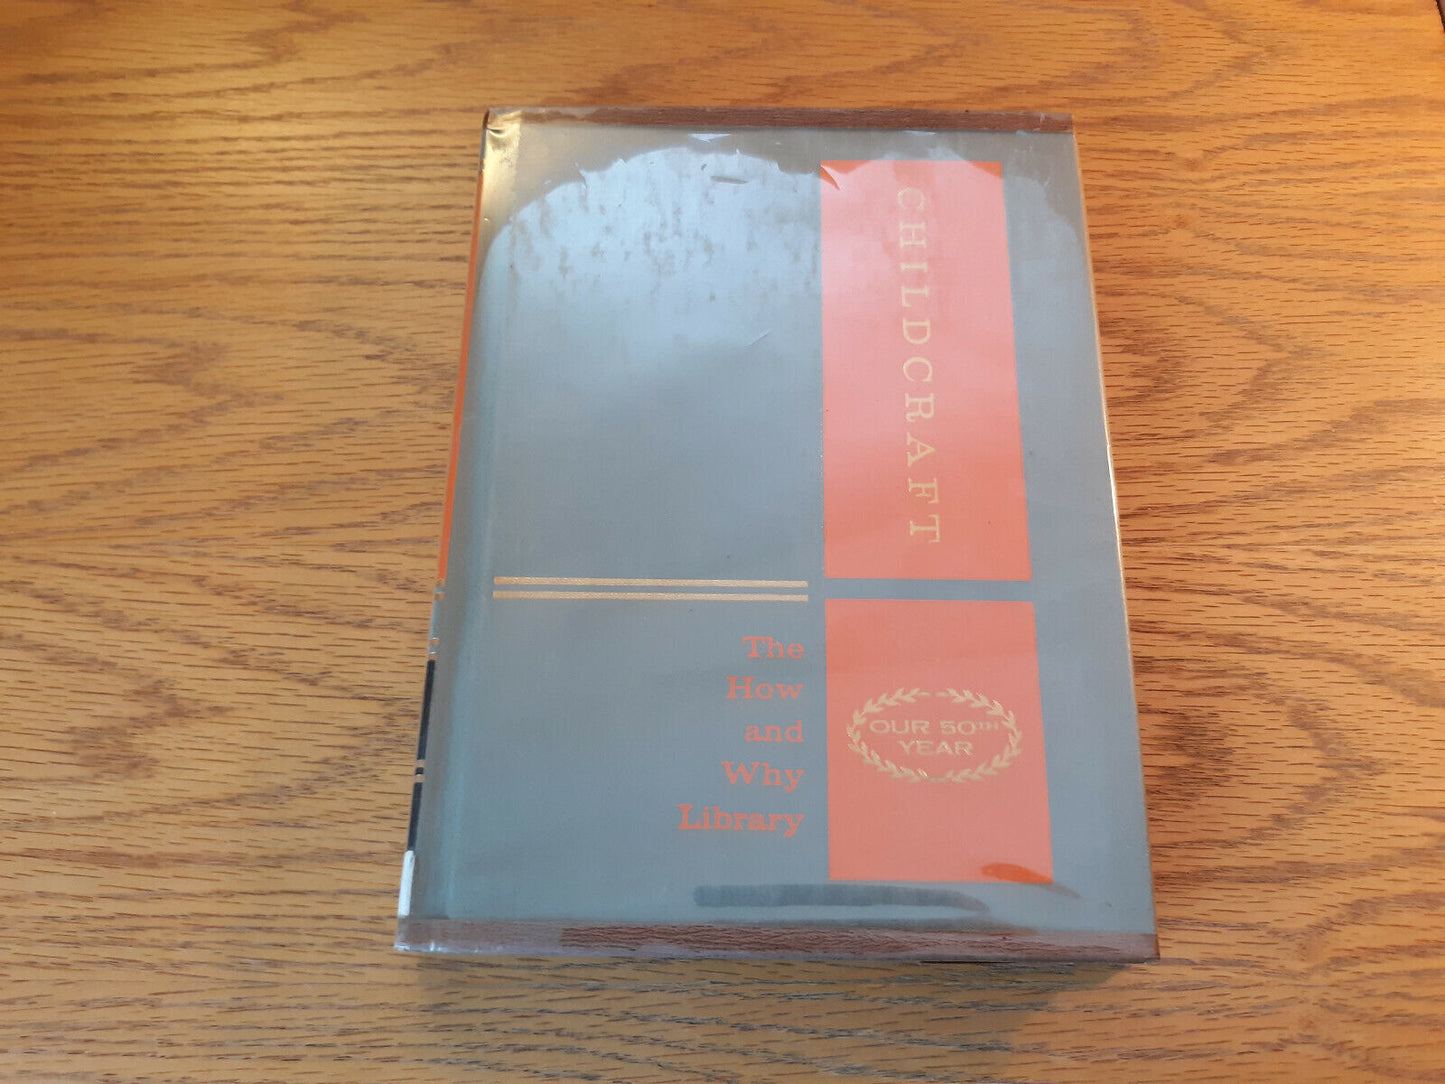 CHILDCRAFT
The
How
and
Why
Library
OUR 50TH
YEAR